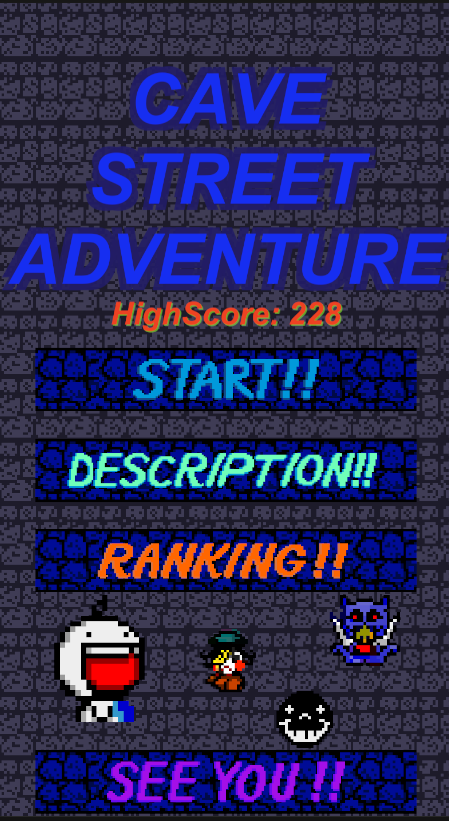 CAVE
STREET
ADVENTURE
HighScore: 228
START!!
DESCRIPTION!!
RANKING!!
SEE YOU!!